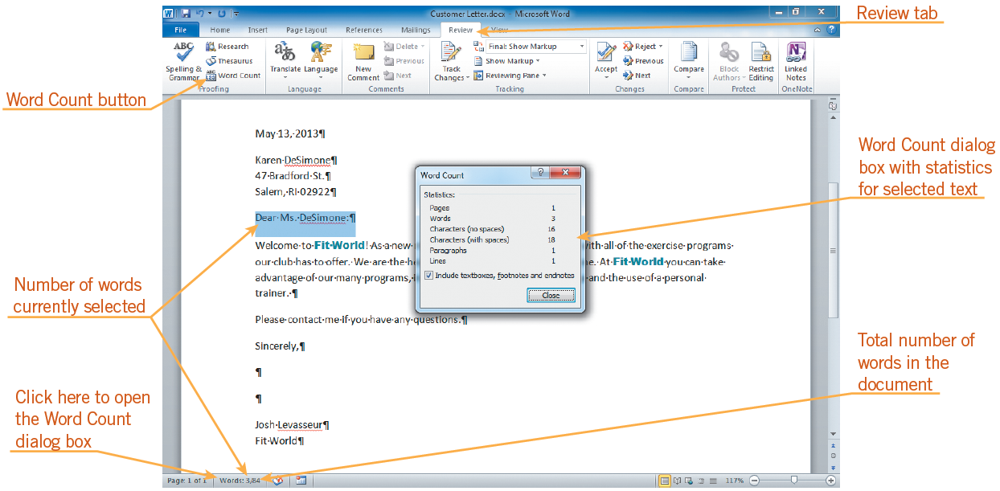 Customer Letter.docx - Microsoft Word
Review tab
File Home Insert Page Layout References Mailings Review View
ABC Spelling & Grammar
Research
Thesaurus
ABC 123 Word Count
Proofing
Translate Language
Language
New Comment
Delete
Previous
Next
Comments
Track Changes
Final: Show Markup
Show Markup
Reviewing Pane
Tracking
Accept
Reject
Previous
Next
Changes
Compare
Compare
Block Authors
Restrict Editing
Protect
Linked Notes
OneNote
Word Count button
May·13,·2013¶
Karen·DeSimone¶
47·Bradford·St.¶
Salem,·RI·02922¶
Dear·Ms.·DeSimone:¶
Welcome·to·Fit-World!·As·a·new· with·all·of·the·exercise·programs·
our·club·has·to·offer.·We·are·the· At·Fit-World·you·can·take·
advantage·of·our·many·programs,· and·the·use·of·a·personal·
trainer.·¶
Please·contact·me·if·you·have·any·questions.¶
Sincerely,¶
¶
¶
Josh·Levasseur¶
Fit-World¶
Word Count
Statistics:
Pages 1
Words 3
Characters (no spaces) 16
Characters (with spaces) 18
Paragraphs 1
Lines 1
Include textboxes, footnotes and endnotes
Close
Word Count dialog
box with statistics
for selected text
Number of words
currently selected
Total number of
words in the
document
Click here to open
the Word Count
dialog box
Page: 1 of 1 Words: 3/84 117%